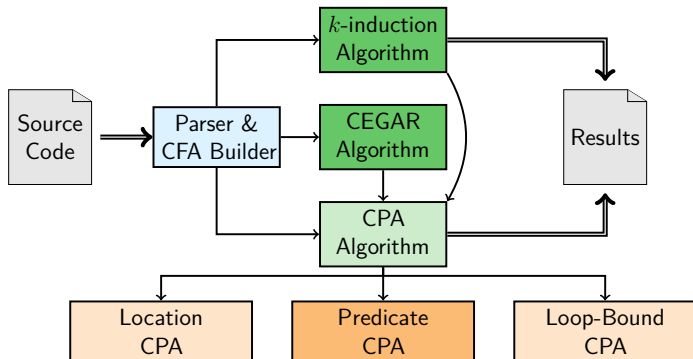 k-induction
Algorithm
Source
Code
Parser &
CFA Builder
CEGAR
Algorithm
Results
CPA
Algorithm
Location
CPA
Predicate
CPA
Loop-Bound
CPA